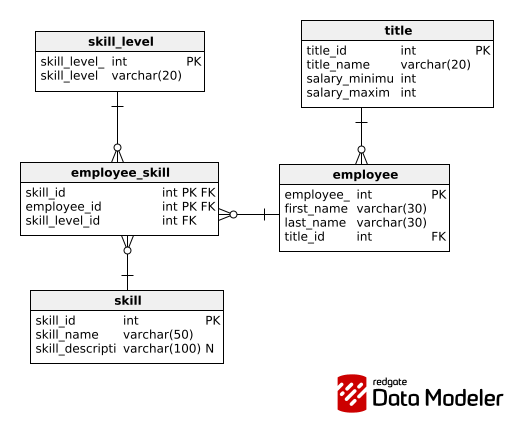 skill_level
skill_level_ int PK
skill_level varchar(20)
title
title_id int PK
title_name varchar(20)
salary_minimu int
salary_maxim int
employee_skill
skill_id int PK FK
employee_id int PK FK
skill_level_id int FK
employee
employee_ int PK
first_name varchar(30)
last_name varchar(30)
title_id int FK
skill
skill_id int PK
skill_name varchar(50)
skill_descripti varchar(100) N
redgate
Data Modeler